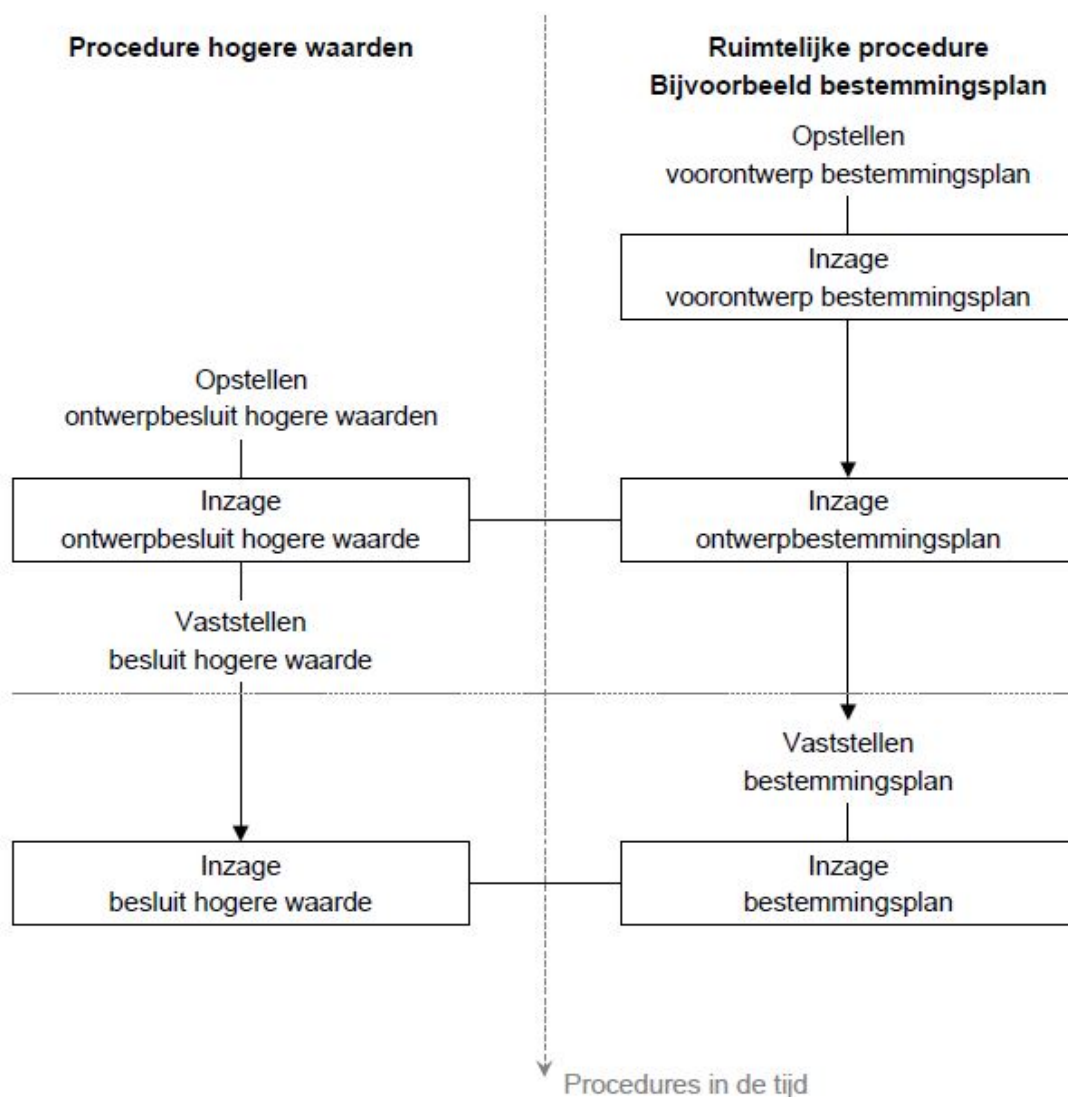 Procedure hogere waarden
Ruimtelijke procedure
Bijvoorbeeld bestemmingsplan
Opstellen
voorontwerp bestemmingsplan
Inzage
voorontwerp bestemmingsplan
Opstellen
ontwerpbesluit hogere waarden
Inzage
ontwerpbesluit hogere waarde
Inzage
ontwerpbestemmingsplan
Vaststellen
besluit hogere waarde
Vaststellen
bestemmingsplan
Inzage
besluit hogere waarde
Inzage
bestemmingsplan
Procedures in de tijd